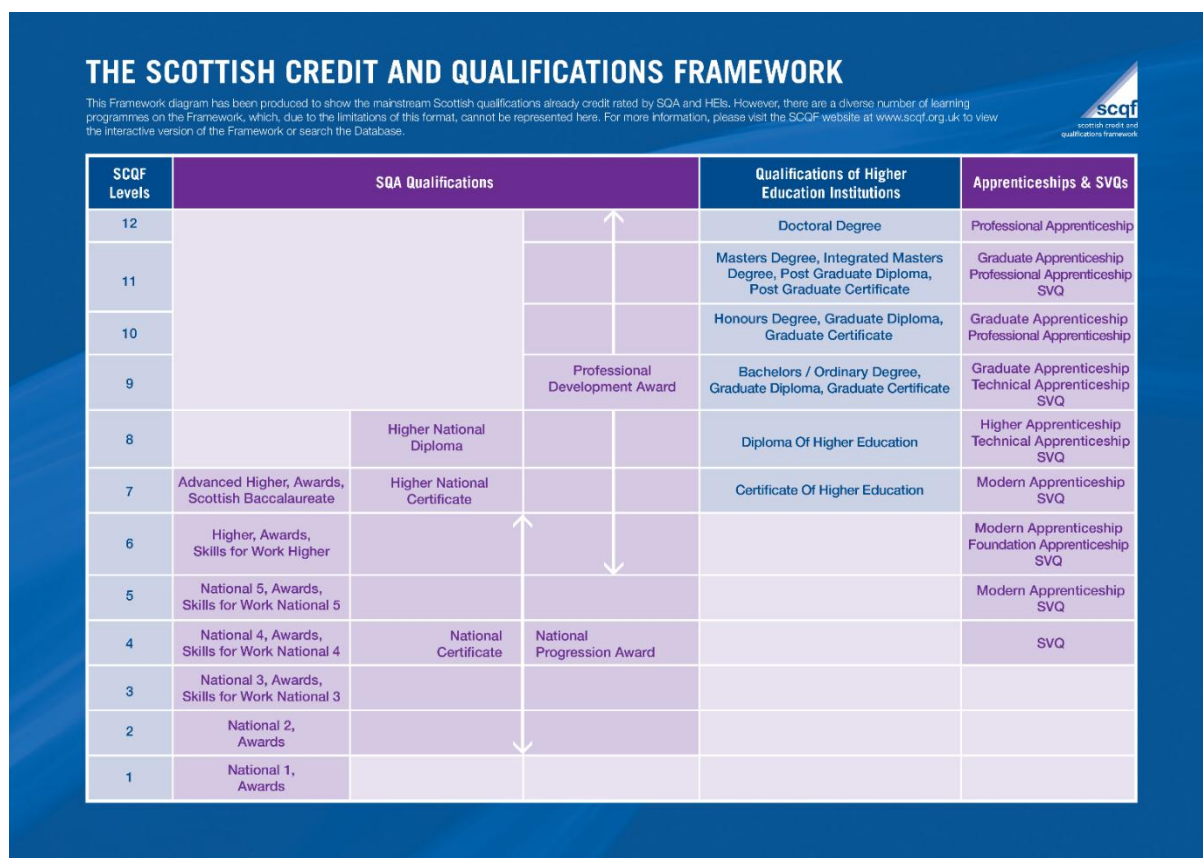 THE SCOTTISH CREDIT AND QUALIFICATIONS FRAMEWORK
This Framework diagram has been produced to show the mainstream Scottish qualifications already credit rated by SQA and HEIs. However, there are a diverse number of learning
programmes on the Framework, which, due to the limitations of this format, cannot be represented here. For more information, please visit the SCQF website at www.scqf.org.uk to view
the interactive version of the Framework or search the Database.
scqf
scottish credit and
qualifications framework
SCQF
Levels
SQA Qualifications
Qualifications of Higher
Education Institutions
Apprenticeships & SVQs
12
Doctoral Degree
Professional Apprenticeship
11
Masters Degree, Integrated Masters
Degree, Post Graduate Diploma,
Post Graduate Certificate
Graduate Apprenticeship
Professional Apprenticeship
SVQ
10
Honours Degree, Graduate Diploma,
Graduate Certificate
Graduate Apprenticeship
Professional Apprenticeship
9
Professional
Development Award
Bachelors / Ordinary Degree,
Graduate Diploma, Graduate Certificate
Graduate Apprenticeship
Technical Apprenticeship
SVQ
8
Higher National
Diploma
Diploma Of Higher Education
Higher Apprenticeship
Technical Apprenticeship
SVQ
7
Advanced Higher, Awards,
Scottish Baccalaureate
Higher National
Certificate
Certificate Of Higher Education
Modern Apprenticeship
SVQ
6
Higher, Awards,
Skills for Work Higher
Modern Apprenticeship
Foundation Apprenticeship
SVQ
5
National 5, Awards,
Skills for Work National 5
Modern Apprenticeship
SVQ
4
National 4, Awards,
Skills for Work National 4
National
Certificate
National
Progression Award
SVQ
3
National 3, Awards,
Skills for Work National 3
2
National 2,
Awards
1
National 1,
Awards